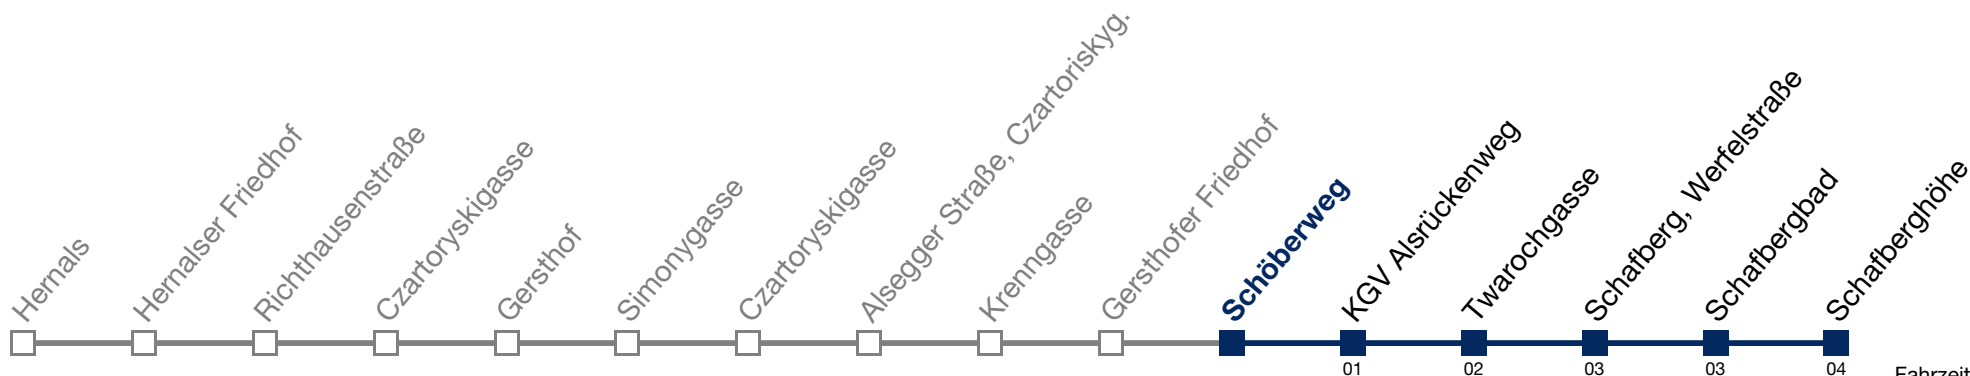 Hernals
Hernalser Friedhof
Richthausenstraße
Czartoryskigasse
Gersthof
Simonygasse
Czartoryskigasse
Alsegger Straße, Czartoriskyg.
Krenngasse
Gersthofer Friedhof
Schöberweg
KGV Alsrückenweg
Twarochgasse
Schafberg, Werfelstraße
Schafbergbad
Schafberghöhe
01
02
03
03
04
Fahrzeit